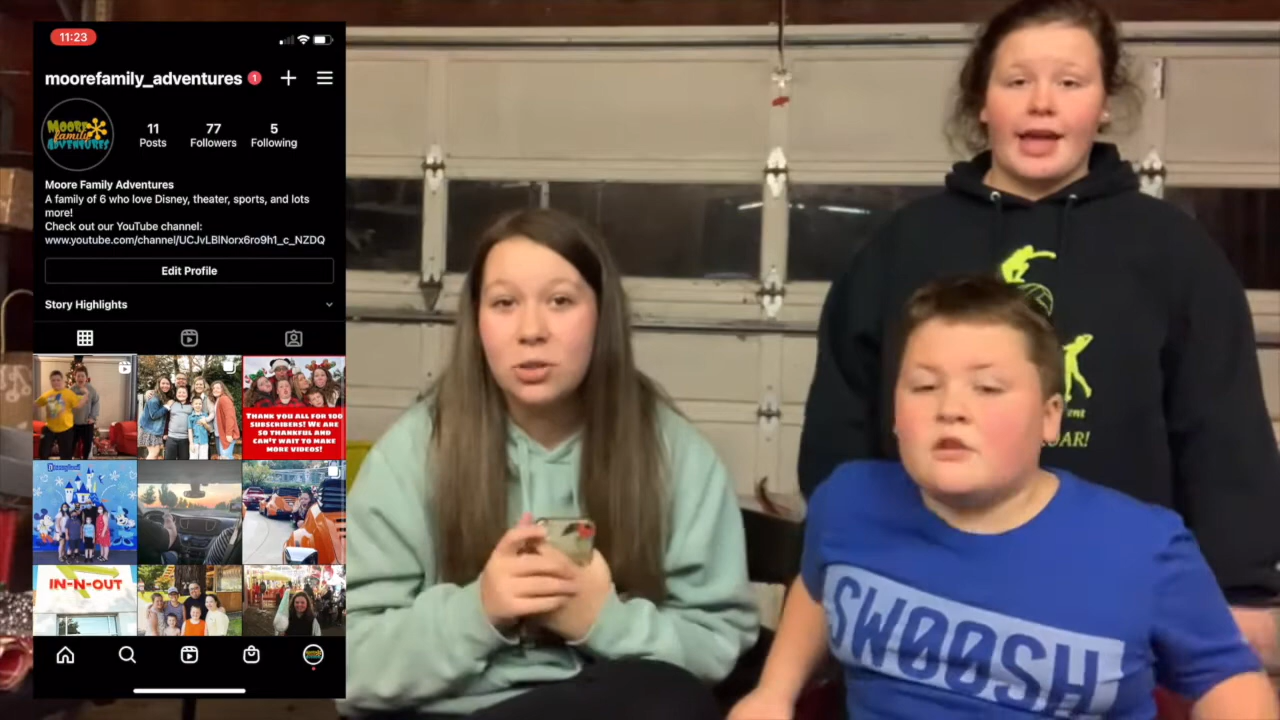 11:23
moorefamily_adventures 1
MOORE
family
ADVENTURES
11 77 5
Posts Followers Following
Moore Family Adventures
A family of 6 who love Disney, theater, sports, and lots
more!
Check out our YouTube channel:
www.youtube.com/channel/UCJvLBlNorx6ro9h1_c_NZDQ
Edit Profile
Story Highlights
THANK YOU ALL FOR 100
SUBSCRIBERS! WE ARE
SO THANKFUL AND
CAN'T WAIT TO MAKE
MORE VIDEOS!
Disneyland
IN-N-OUT
SWOOSH